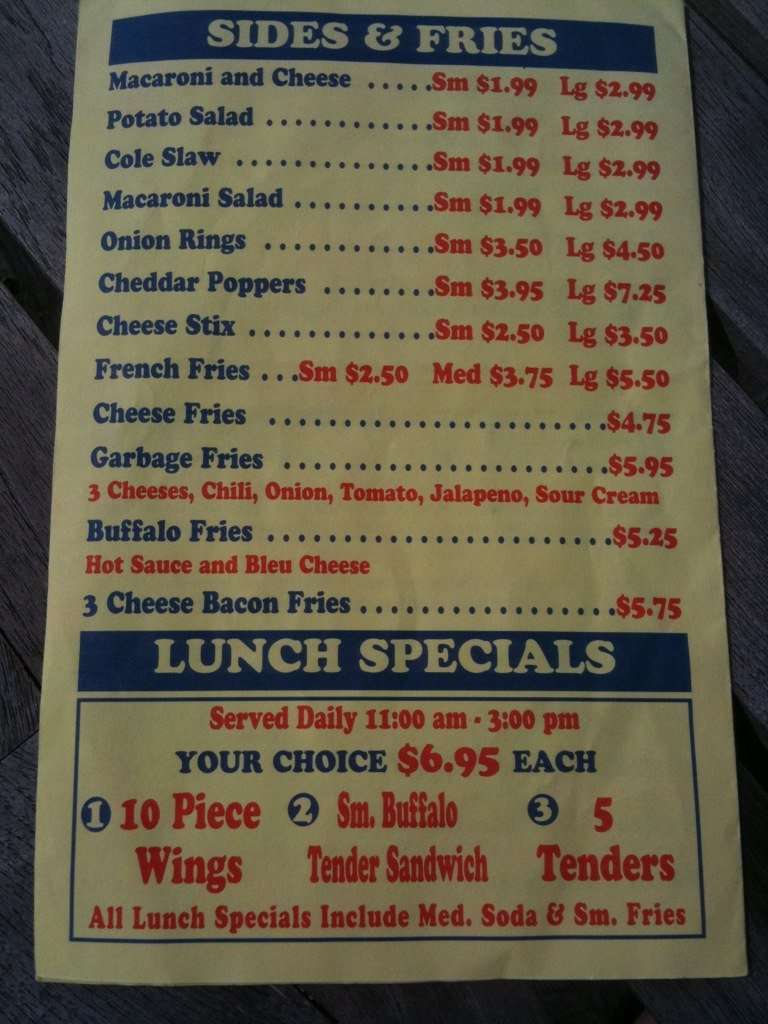 SIDES & FRIES
Macaroni and Cheese .....Sm $1.99 Lg $2.99
Potato Salad ............Sm $1.99 Lg $2.99
Cole Slaw ..............Sm $1.99 Lg $2.99
Macaroni Salad ..........Sm $1.99 Lg $2.99
Onion Rings ............Sm $3.50 Lg $4.50
Cheddar Poppers ........Sm $3.95 Lg $7.25
Cheese Stix .............Sm $2.50 Lg $3.50
French Fries ...Sm $2.50 Med $3.75 Lg $5.50
Cheese Fries ........................$4.75
Garbage Fries .......................$5.95
3 Cheeses, Chili, Onion, Tomato, Jalapeno, Sour Cream
Buffalo Fries .........................$5.25
Hot Sauce and Bleu Cheese
3 Cheese Bacon Fries ..................$5.75
LUNCH SPECIALS
Served Daily 11:00 am - 3:00 pm
YOUR CHOICE $6.95 EACH
1 10 Piece Wings
2 Sm. Buffalo Tender Sandwich
3 5 Tenders
All Lunch Specials Include Med. Soda & Sm. Fries